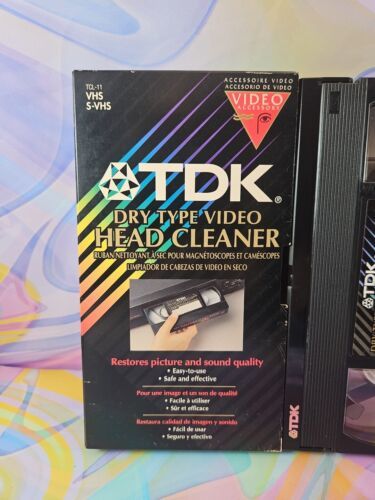 TCL-11
VHS
S-VHS
ACCESSOIRE VIDÉO
ACCESORIO DE VIDEO
VIDEO
ACCESSORY
TDK®
DRY TYPE VIDEO
HEAD CLEANER
RUBAN NETTOYANT À SEC POUR MAGNÉTOSCOPES ET CAMÉSCOPES
LIMPIADOR DE CABEZAS DE VIDEO EN SECO
Restores picture and sound quality
• Easy-to-use
• Safe and effective
Pour une image et un son de qualité
• Facile à utiliser
• Sûr et efficace
Restaura calidad de imagen y sonido
• Fácil de usar
• Seguro y efectivo
TDK
TDK